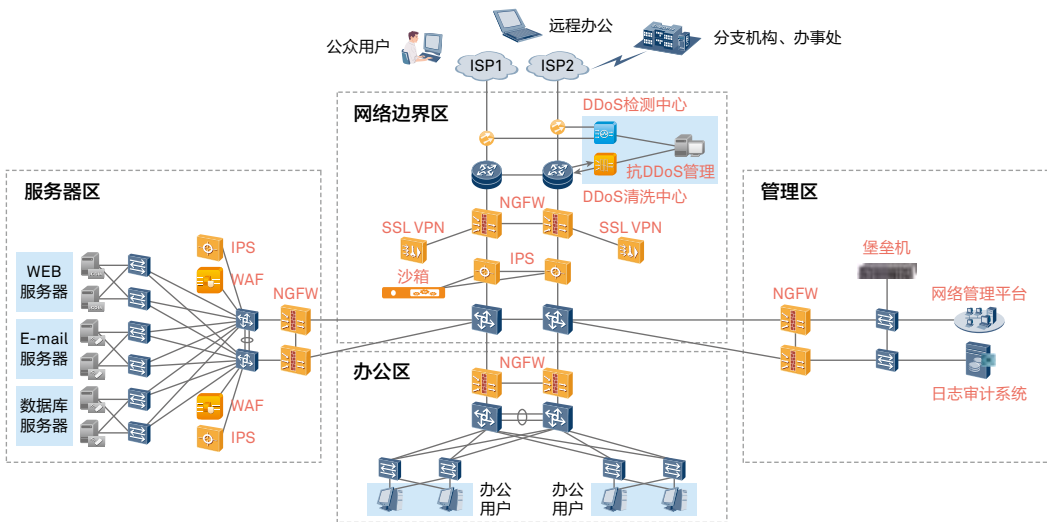 公众用户
远程办公
分支机构、办事处
ISP1
ISP2
网络边界区
DDoS检测中心
抗DDoS管理
DDoS清洗中心
NGFW
SSL VPN
SSL VPN
IPS
沙箱
服务器区
IPS
WAF
NGFW
WEB
服务器
E-mail
服务器
数据库
服务器
WAF
IPS
管理区
堡垒机
NGFW
网络管理平台
日志审计系统
办公区
NGFW
办公
用户
办公
用户